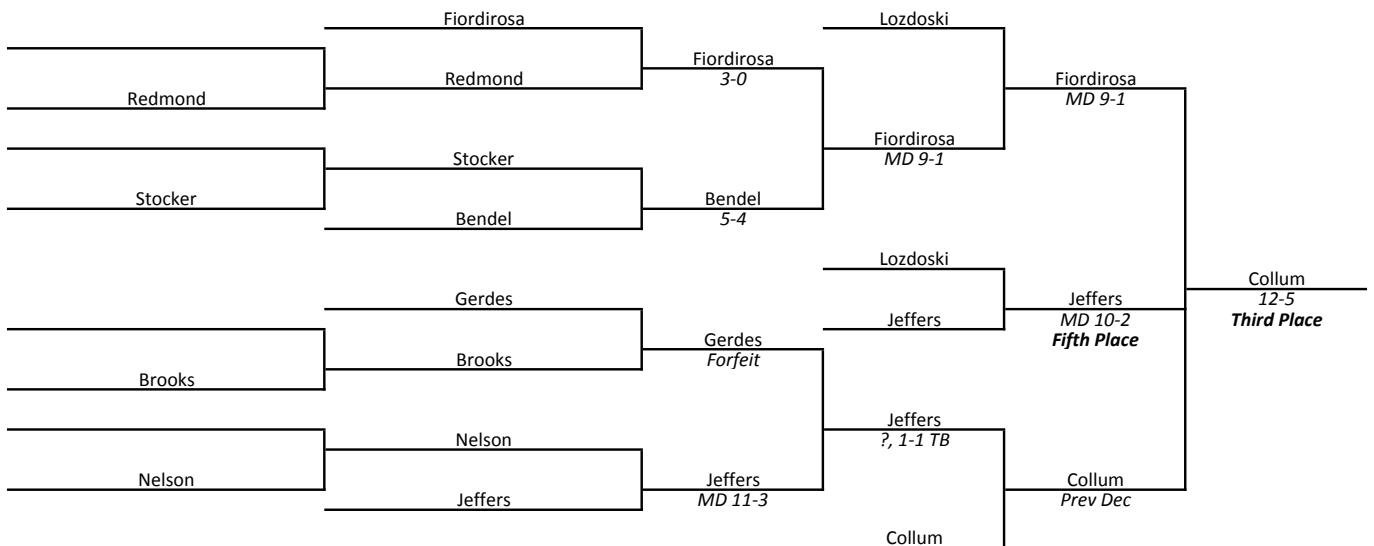 Fiordirosa
Lozdoski
Redmond
Redmond
Fiordirosa
3-0
Fiordirosa
MD 9-1
Stocker
Stocker
Fiordirosa
MD 9-1
Bendel
Bendel
5-4
Lozdoski
Gerdes
Jeffers
Jeffers
MD 10-2
Fifth Place
Collum
12-5
Third Place
Brooks
Brooks
Gerdes
Forfeit
Nelson
Nelson
Jeffers
?, 1-1 TB
Jeffers
Jeffers
MD 11-3
Collum
Prev Dec
Collum